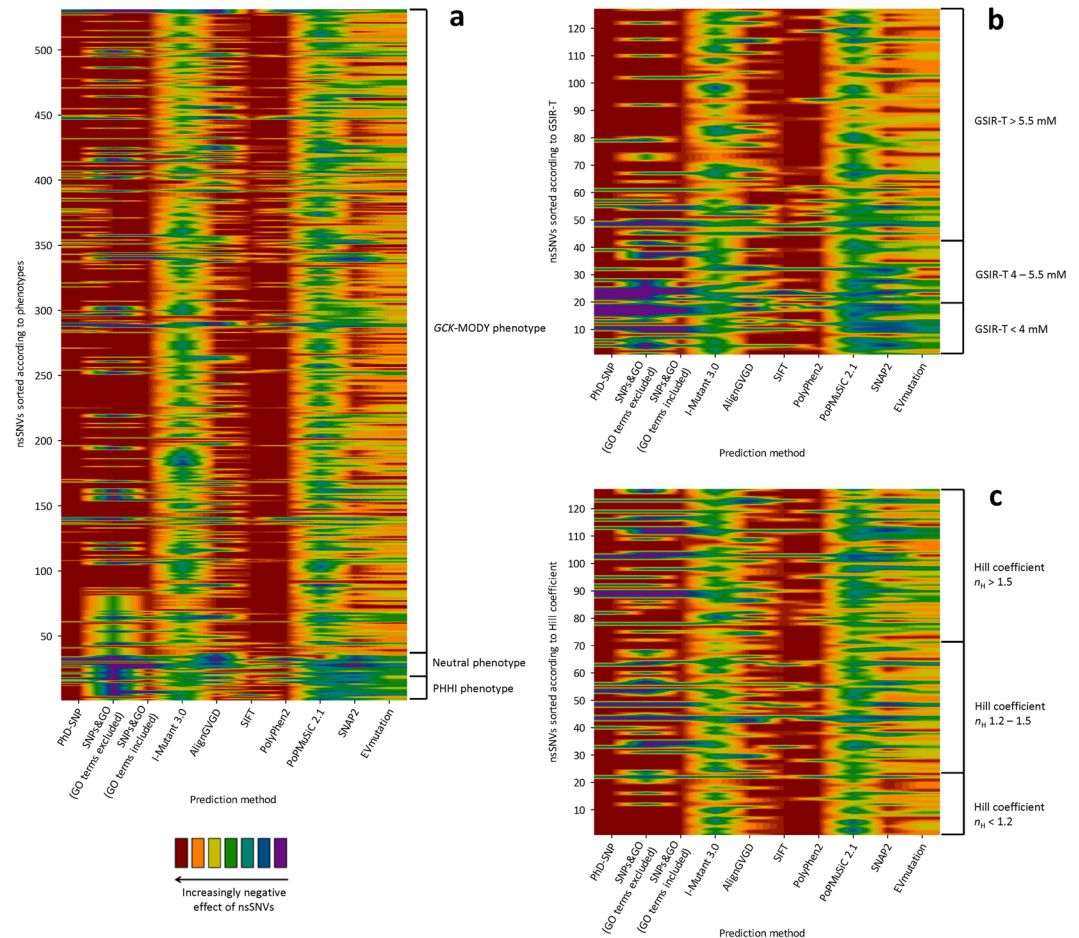 a
500
450
400
350
300
250
200
150
100
50
nsSNVs sorted according to phenotypes
GCK-MODY phenotype
Neutral phenotype
PHHI phenotype
PhD-SNP
SNPs&GO
(GO terms excluded)
SNPs&GO
(GO terms included)
I-Mutant 3.0
AlignGVGD
SIFT
PolyPhen2
PoPMuSiC 2.1
SNAP2
EVmutation
Prediction method
Increasingly negative
effect of nsSNVs
b
120
110
100
90
80
70
60
50
40
30
20
10
nsSNVs sorted according to GSIR-T
GSIR-T > 5.5 mM
GSIR-T 4 – 5.5 mM
GSIR-T < 4 mM
PhD-SNP
SNPs&GO
(GO terms excluded)
SNPs&GO
(GO terms included)
I-Mutant 3.0
AlignGVGD
SIFT
PolyPhen2
PoPMuSiC 2.1
SNAP2
EVmutation
Prediction method
c
120
110
100
90
80
70
60
50
40
30
20
10
nsSNVs sorted according to Hill coefficient
Hill coefficient
nH > 1.5
Hill coefficient
nH 1.2 – 1.5
Hill coefficient
nH < 1.2
PhD-SNP
SNPs&GO
(GO terms excluded)
SNPs&GO
(GO terms included)
I-Mutant 3.0
AlignGVGD
SIFT
PolyPhen2
PoPMuSiC 2.1
SNAP2
EVmutation
Prediction method